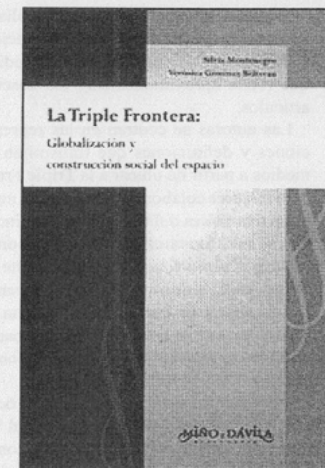 Silvia Montenegro
Verónica Giménez Béliveau
La Triple Frontera:
Globalización y
construcción social del espacio
MIÑO y DÁVILA